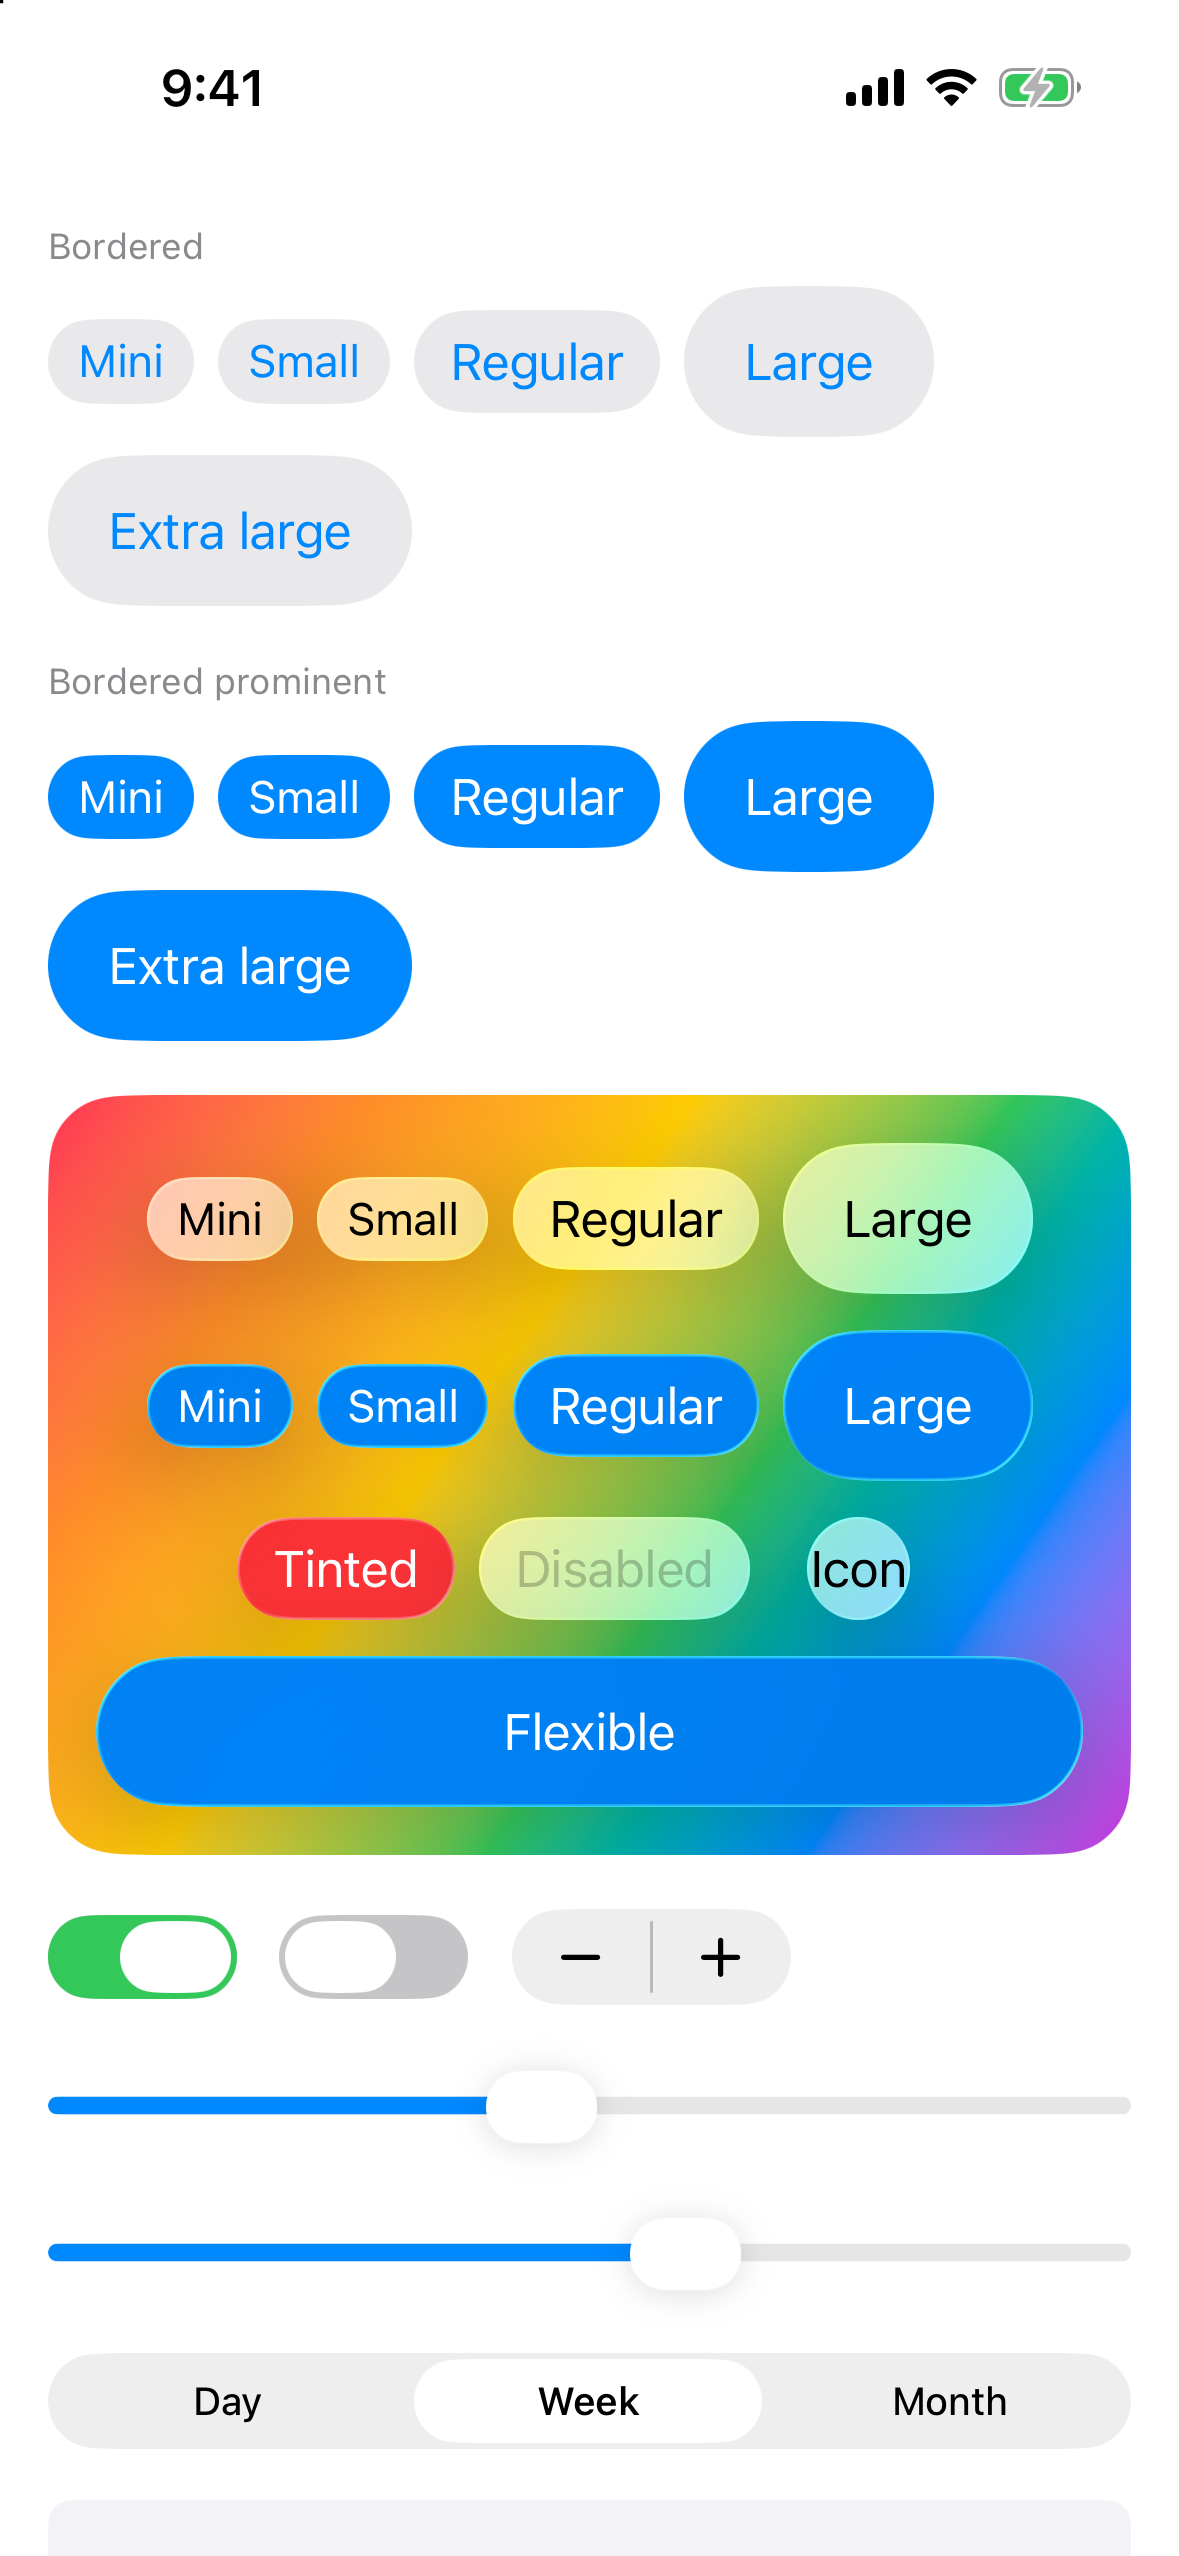 9:41
Bordered
Mini Small Regular Large
Extra large
Bordered prominent
Mini Small Regular Large
Extra large
Mini Small Regular Large
Mini Small Regular Large
Tinted Disabled Icon
Flexible
Day Week Month